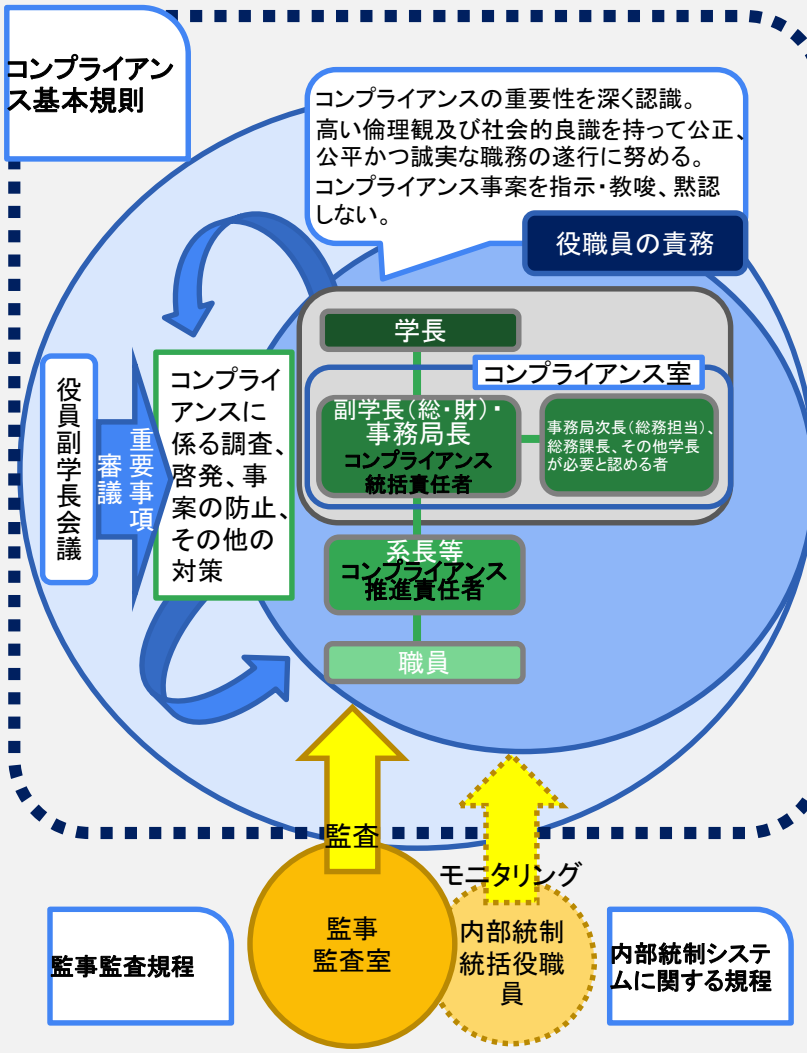 コンプライアン
ス基本規則
コンプライアンスの重要性を深く認識。
高い倫理観及び社会的良識を持って公正、
公平かつ誠実な職務の遂行に努める。
コンプライアンス事案を指示・教唆、黙認
しない。
役職員の責務
学長
コンプライアンス室
副学長(総・財)・
事務局長
コンプライアンス
統括責任者
事務局次長(総務担当)、
総務課長、その他学長
が必要と認める者
系長等
コンプライアンス
推進責任者
職員
役員副学長会議
重要事項
審議
コンプライ
アンスに
係る調査、
啓発、事
案の防止、
その他の
対策
監査
監事
監査室
モニタリング
内部統制
統括役職
員
監事監査規程
内部統制システ
ムに関する規程